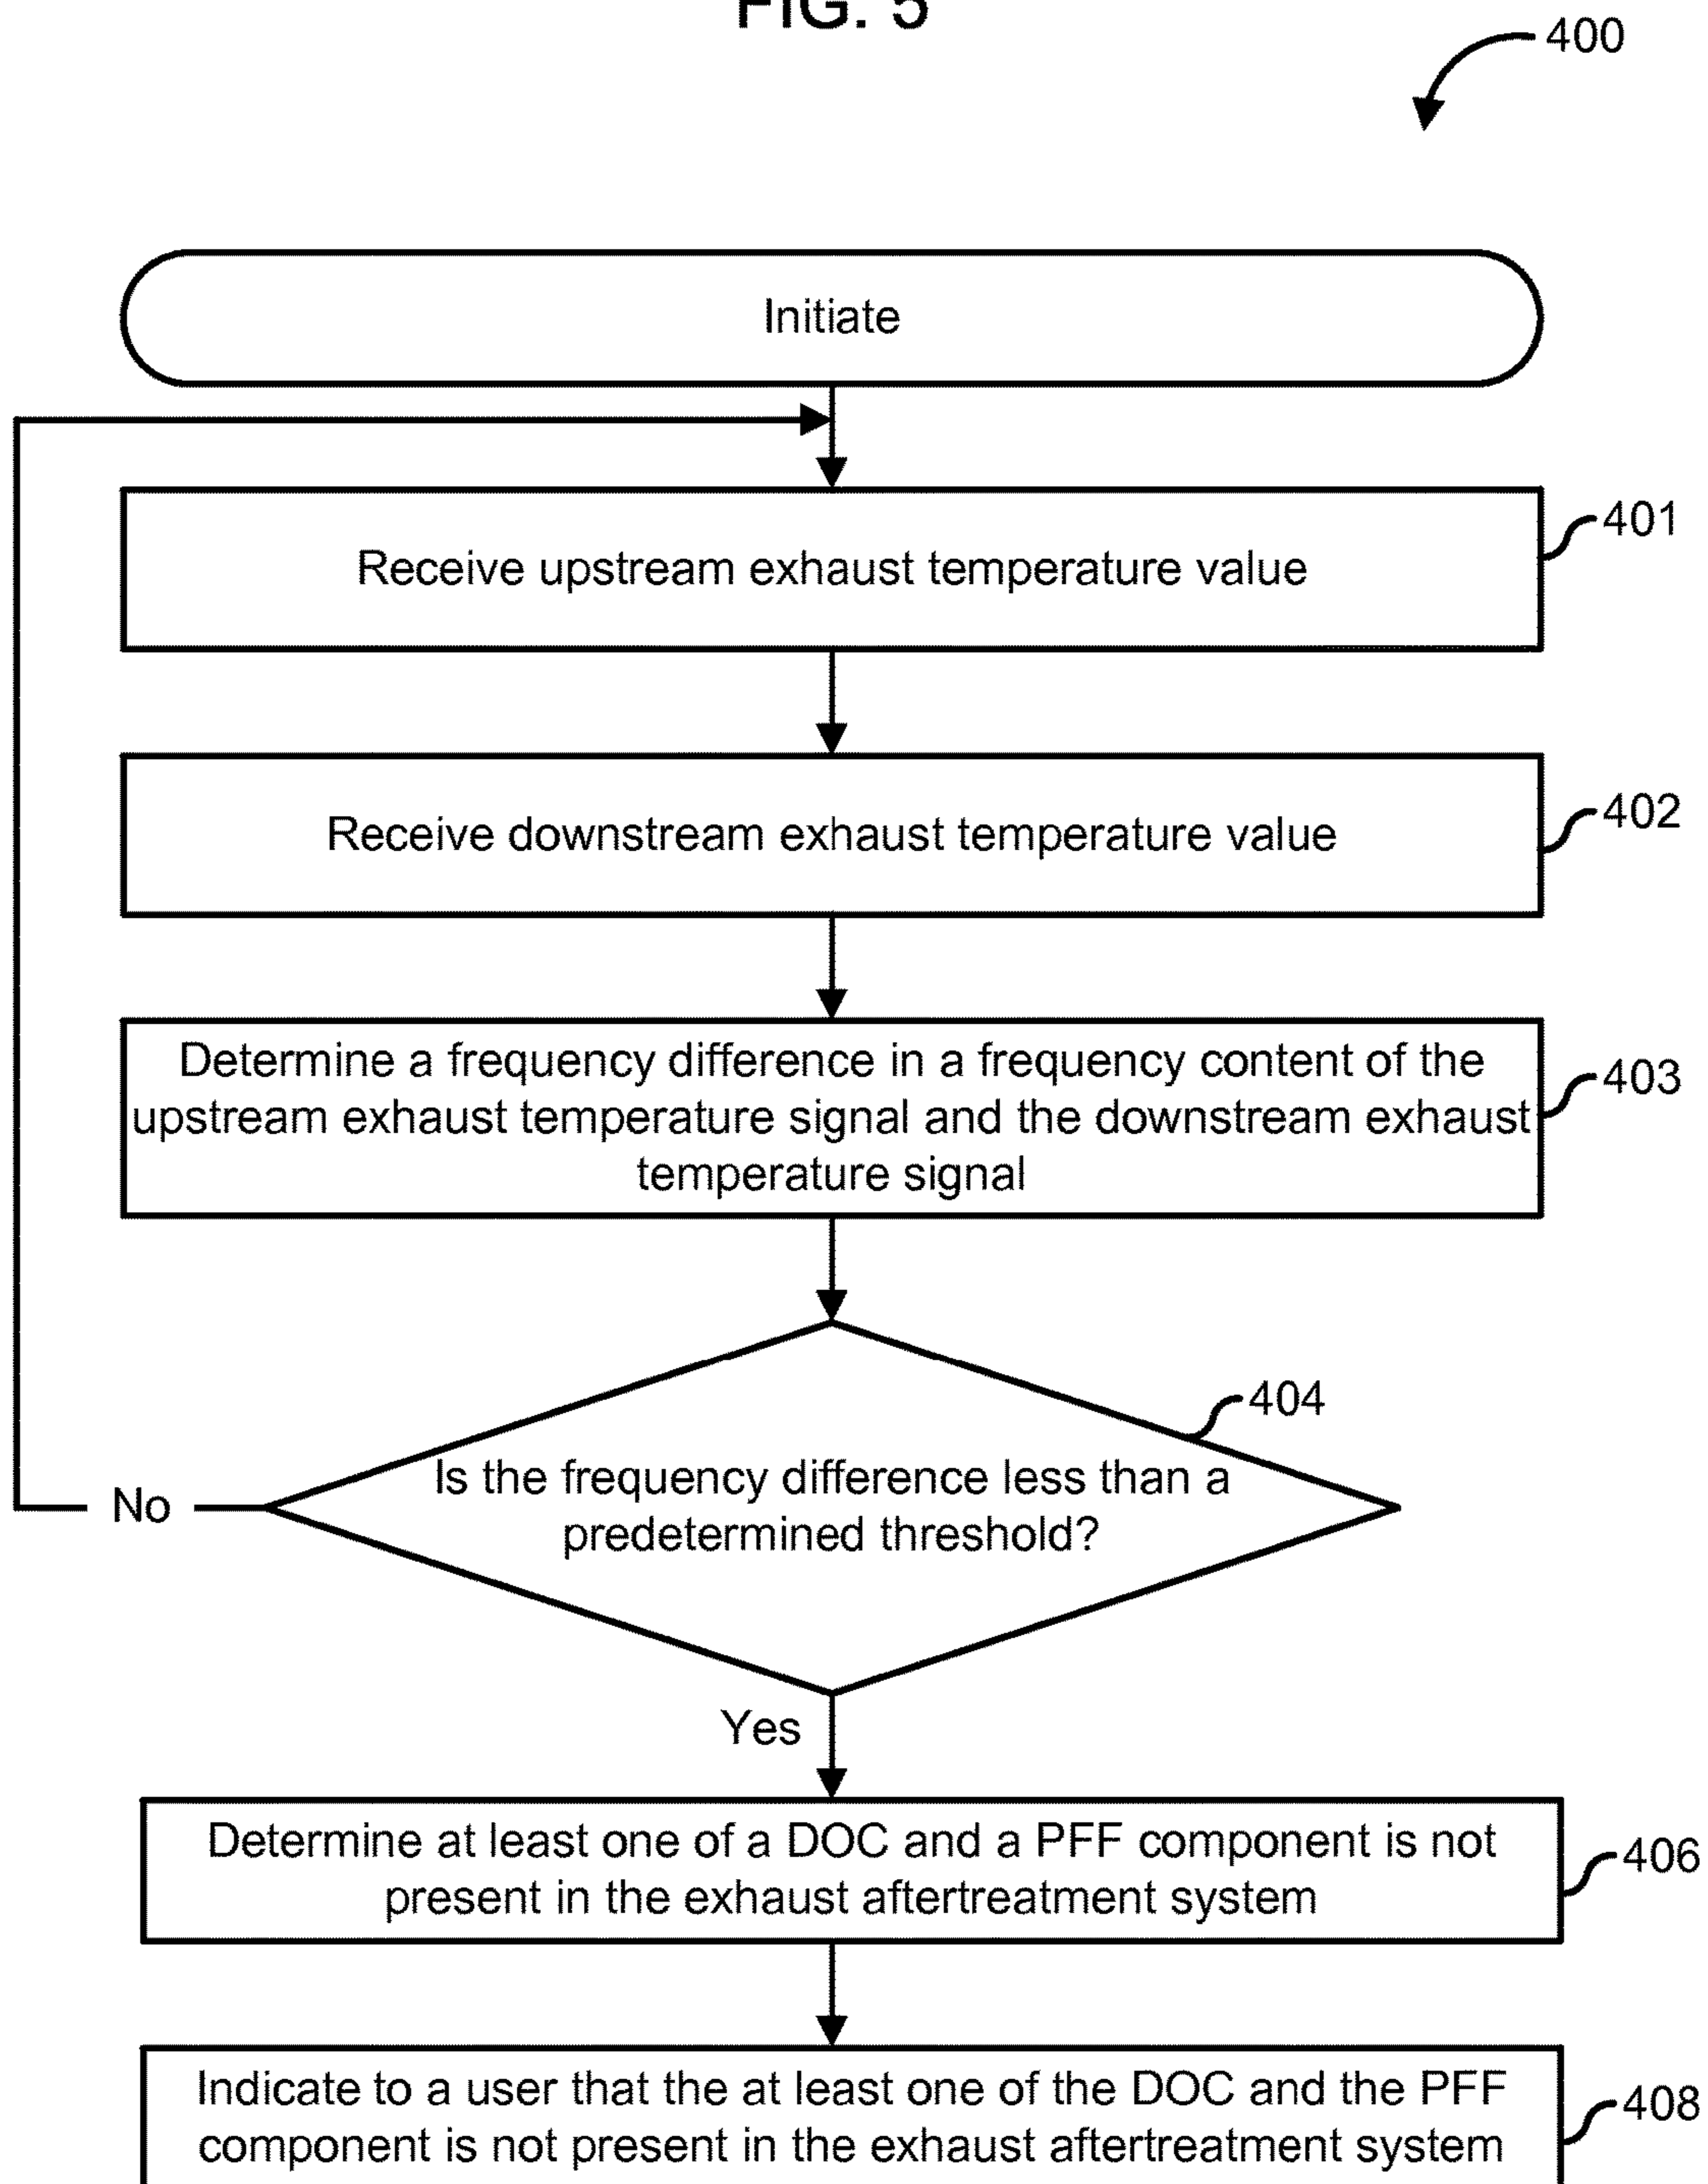 FIG. 5
400
Initiate
Receive upstream exhaust temperature value
401
Receive downstream exhaust temperature value
402
Determine a frequency difference in a frequency content of the
upstream exhaust temperature signal and the downstream exhaust
temperature signal
403
404
Is the frequency difference less than a
predetermined threshold?
No
Yes
Determine at least one of a DOC and a PFF component is not
present in the exhaust aftertreatment system
406
Indicate to a user that the at least one of the DOC and the PFF
component is not present in the exhaust aftertreatment system
408